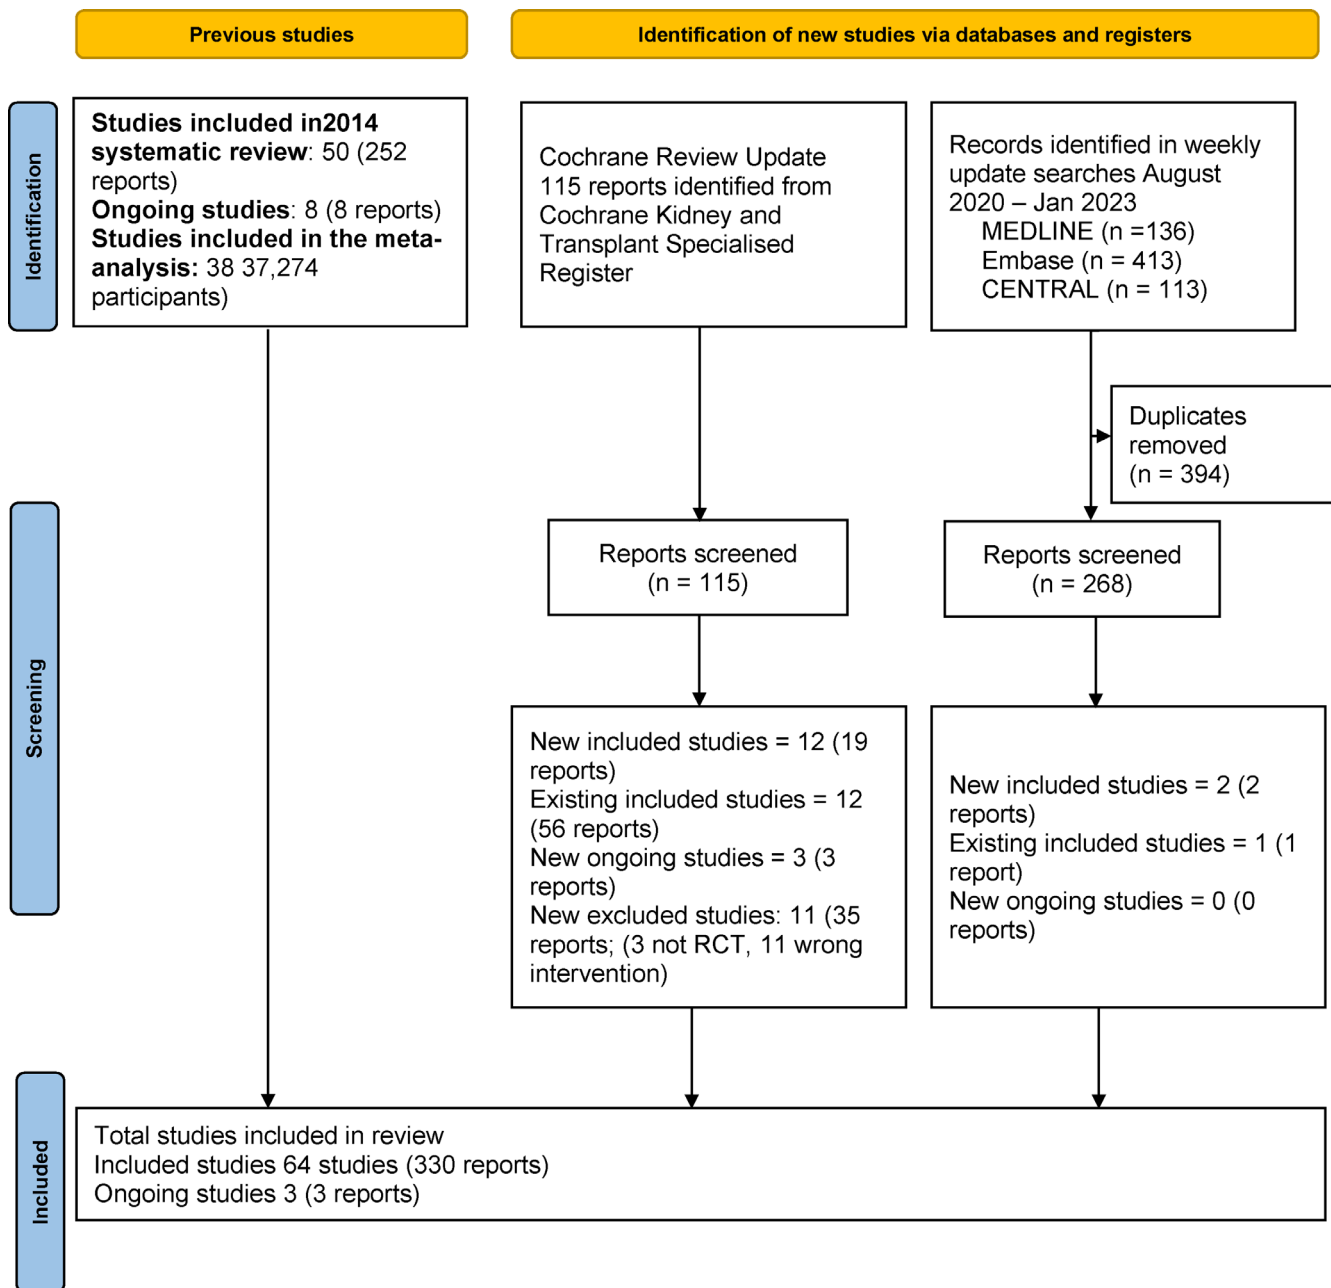 Previous studies
Identification of new studies via databases and registers
Identification
Studies included in2014
systematic review: 50 (252
reports)
Ongoing studies: 8 (8 reports)
Studies included in the meta-
analysis: 38 37,274
participants)
Cochrane Review Update
115 reports identified from
Cochrane Kidney and
Transplant Specialised
Register
Records identified in weekly
update searches August
2020 – Jan 2023
MEDLINE (n =136)
Embase (n = 413)
CENTRAL (n = 113)
Duplicates
removed
(n = 394)
Screening
Reports screened
(n = 115)
Reports screened
(n = 268)
New included studies = 12 (19
reports)
Existing included studies = 12
(56 reports)
New ongoing studies = 3 (3
reports)
New excluded studies: 11 (35
reports; (3 not RCT, 11 wrong
intervention)
New included studies = 2 (2
reports)
Existing included studies = 1 (1
report)
New ongoing studies = 0 (0
reports)
Included
Total studies included in review
Included studies 64 studies (330 reports)
Ongoing studies 3 (3 reports)